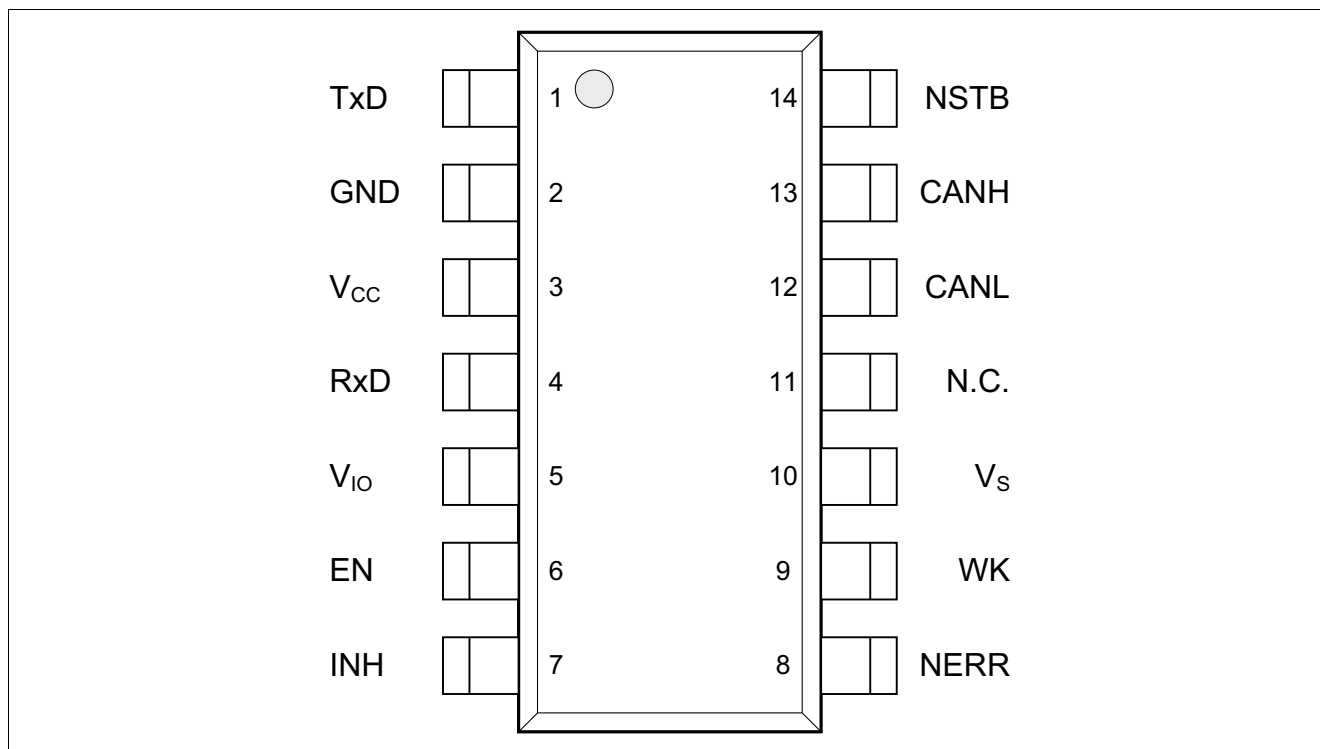 TxD 1 14 NSTB
GND 2 13 CANH
VCC 3 12 CANL
RxD 4 11 N.C.
VIO 5 10 VS
EN 6 9 WK
INH 7 8 NERR